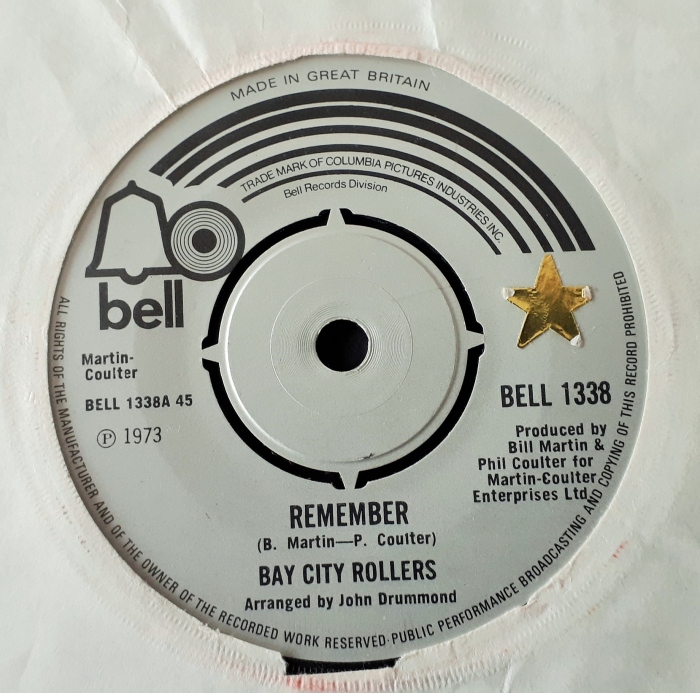 MADE IN GREAT BRITAIN
TRADE MARK OF COLUMBIA PICTURES INDUSTRIES INC.
Bell Records Division
bell
Martin-
Coulter
BELL 1338A 45
Ⓟ 1973
BELL 1338
Produced by
Bill Martin &
Phil Coulter for
Martin-Coulter
Enterprises Ltd.
REMEMBER
(B. Martin—P. Coulter)
BAY CITY ROLLERS
Arranged by John Drummond
ALL RIGHTS OF THE MANUFACTURER AND OF THE OWNER OF THE RECORDED WORK RESERVED·PUBLIC PERFORMANCE BROADCASTING AND COPYING OF THIS RECORD PROHIBITED